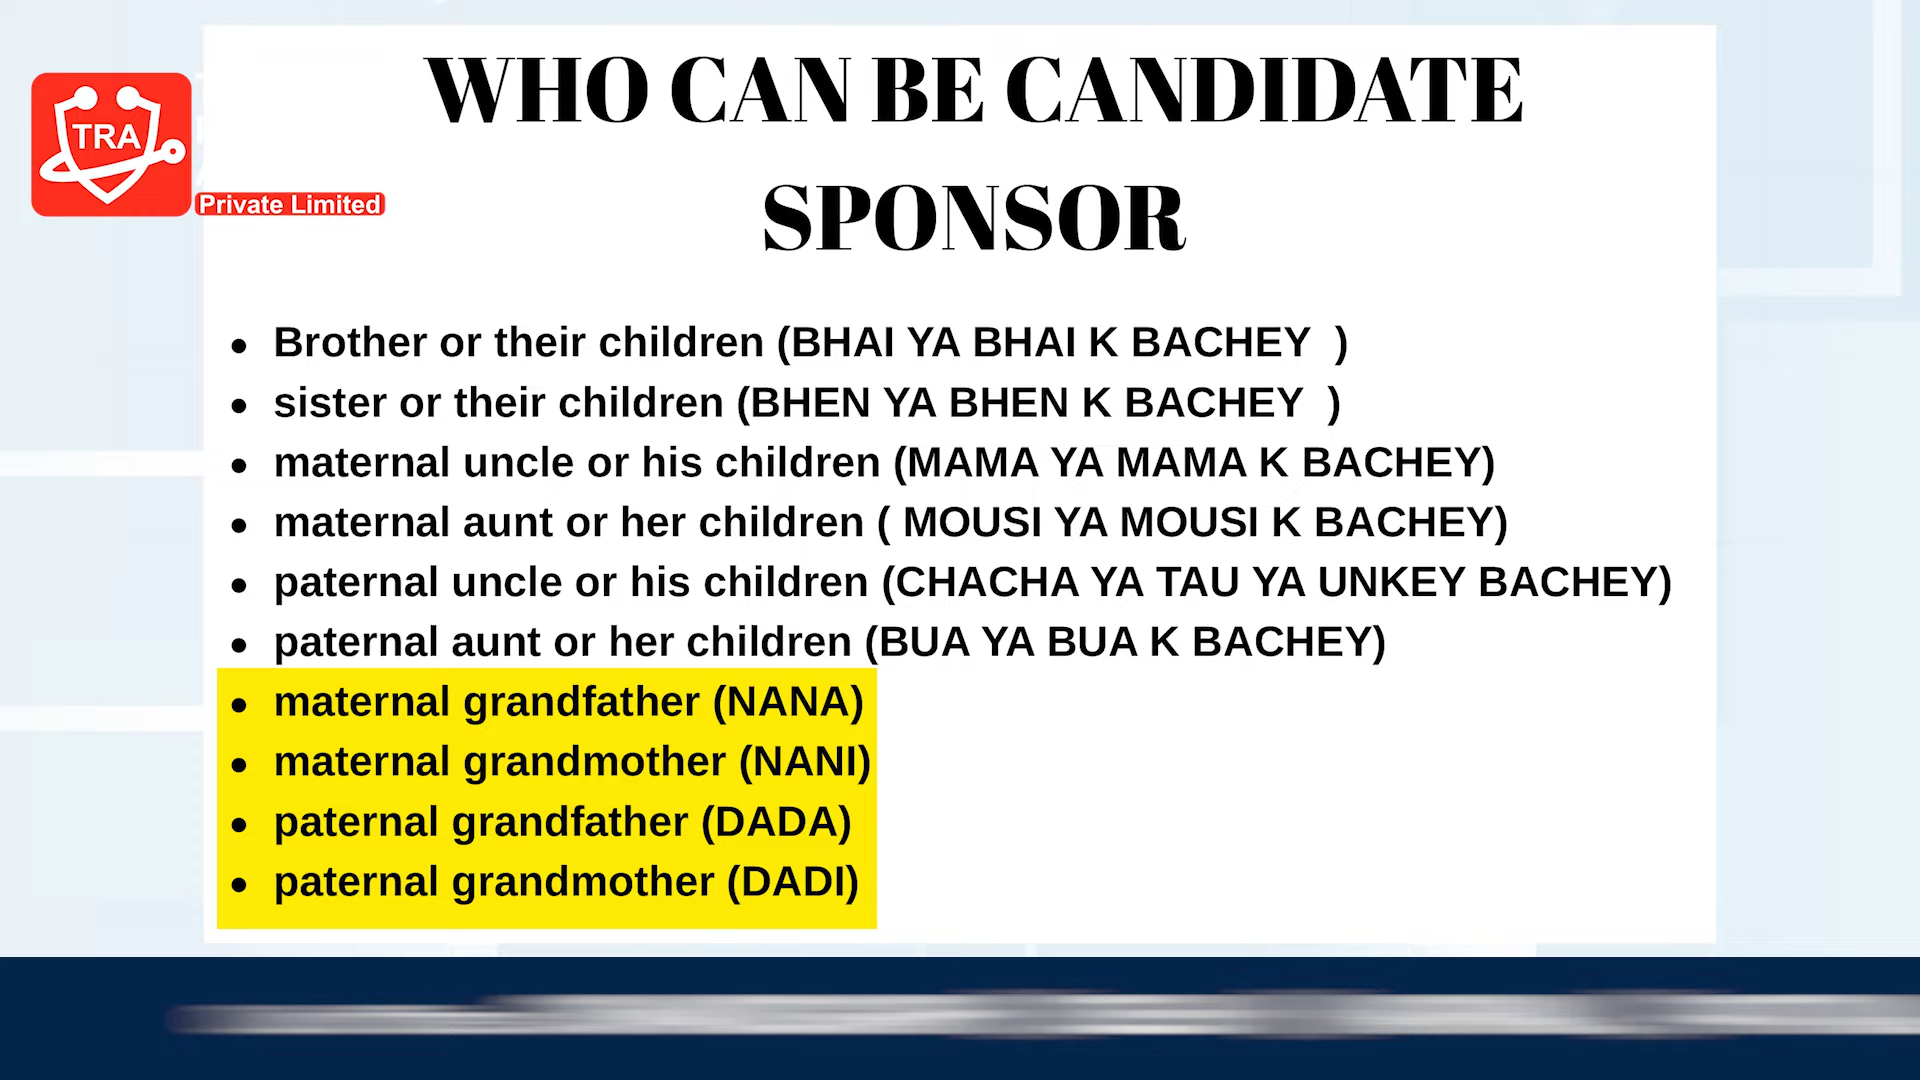 WHO CAN BE CANDIDATE
SPONSOR
TRA
Private Limited
• Brother or their children (BHAI YA BHAI K BACHEY )
• sister or their children (BHEN YA BHEN K BACHEY )
• maternal uncle or his children (MAMA YA MAMA K BACHEY)
• maternal aunt or her children ( MOUSI YA MOUSI K BACHEY)
• paternal uncle or his children (CHACHA YA TAU YA UNKEY BACHEY)
• paternal aunt or her children (BUA YA BUA K BACHEY)
• maternal grandfather (NANA)
• maternal grandmother (NANI)
• paternal grandfather (DADA)
• paternal grandmother (DADI)